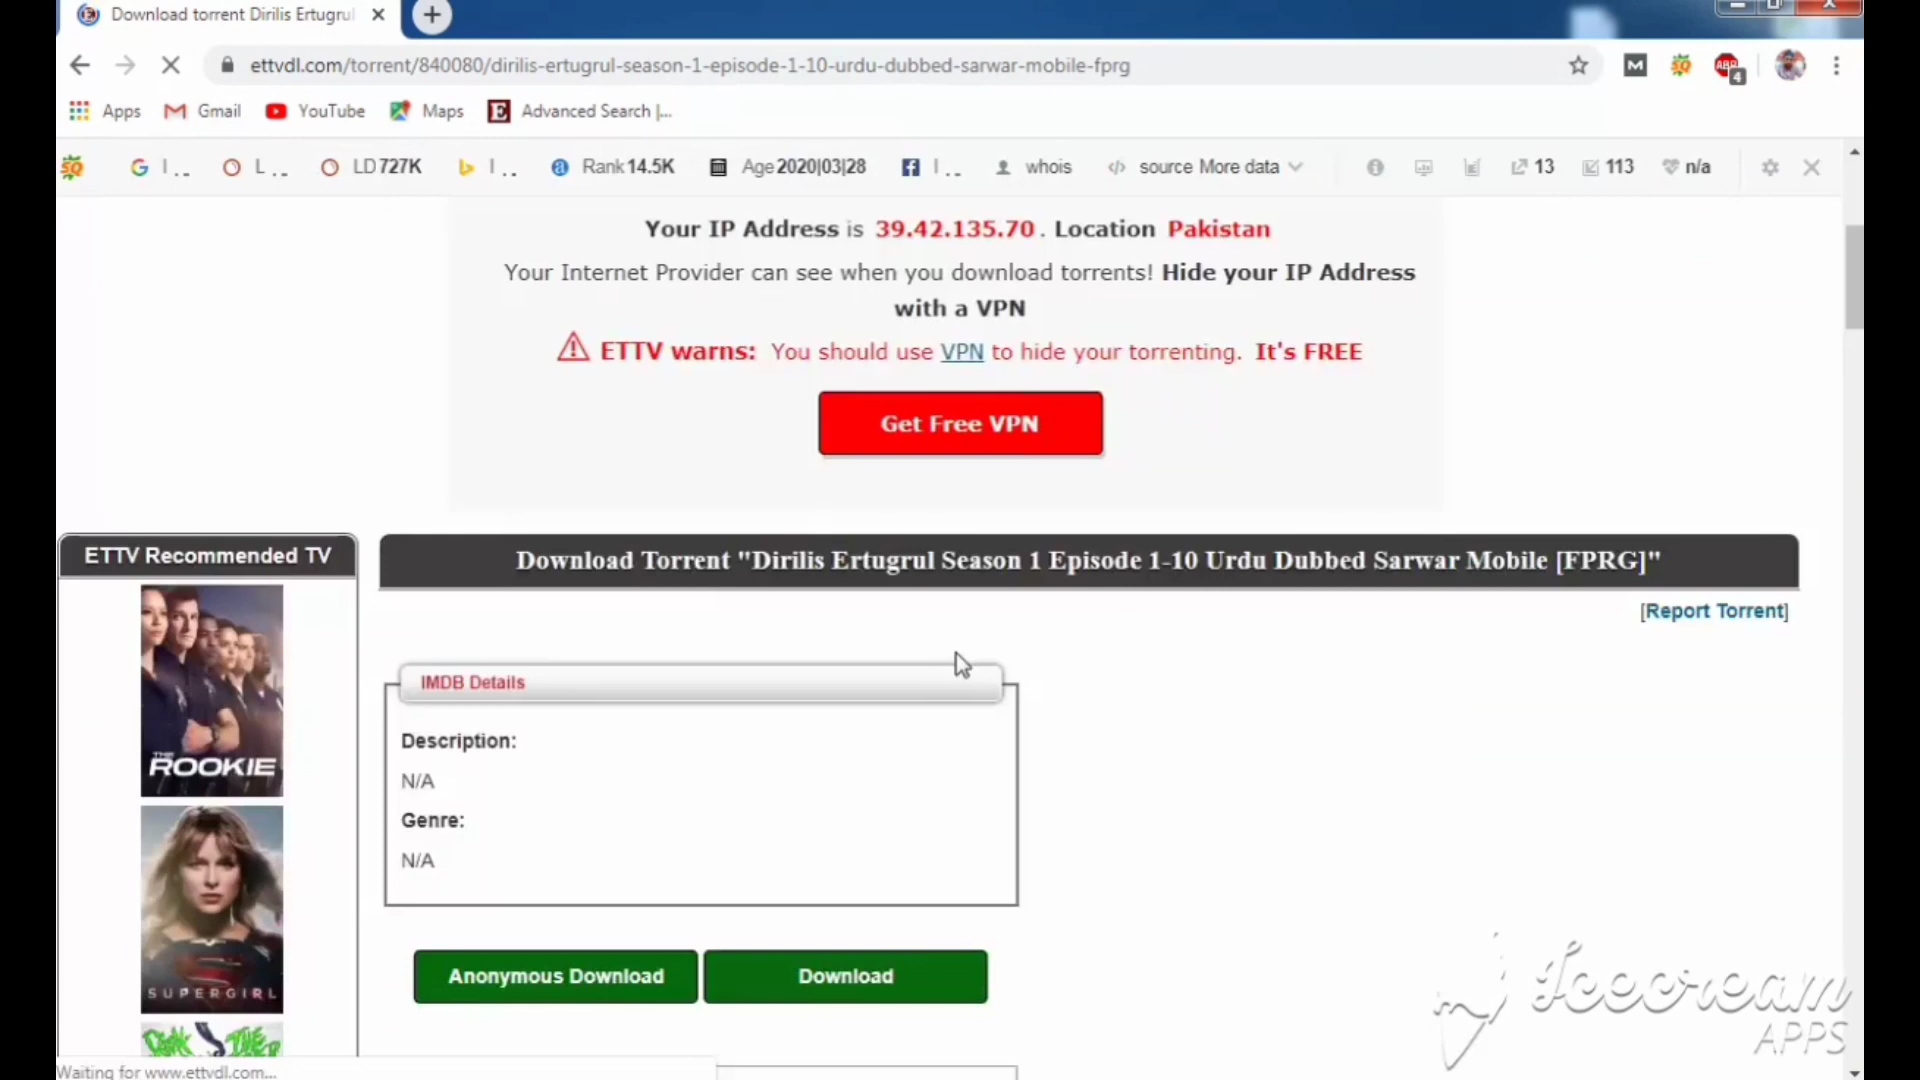 Download torrent Dirilis Ertugrul
ettvdl.com/torrent/840080/dirilis-ertugrul-season-1-episode-1-10-urdu-dubbed-sarwar-mobile-fprg
M
SQ
ABP
4
Apps
Gmail
YouTube
Maps
E
Advanced Search |...
SQ
G I ...
L ...
LD 727K
I ...
a Rank 14.5K
Age 2020|03|28
I ...
whois
source More data
13
113
n/a
Your IP Address is 39.42.135.70 . Location Pakistan
Your Internet Provider can see when you download torrents! Hide your IP Address
with a VPN
ETTV warns: You should use VPN to hide your torrenting. It's FREE
Get Free VPN
ETTV Recommended TV
THE
ROOKIE
SUPERGIRL
Download Torrent "Dirilis Ertugrul Season 1 Episode 1-10 Urdu Dubbed Sarwar Mobile [FPRG]"
[Report Torrent]
IMDB Details
Description:
N/A
Genre:
N/A
Anonymous Download
Download
Waiting for www.ettvdl.com...
Icecream
APPS